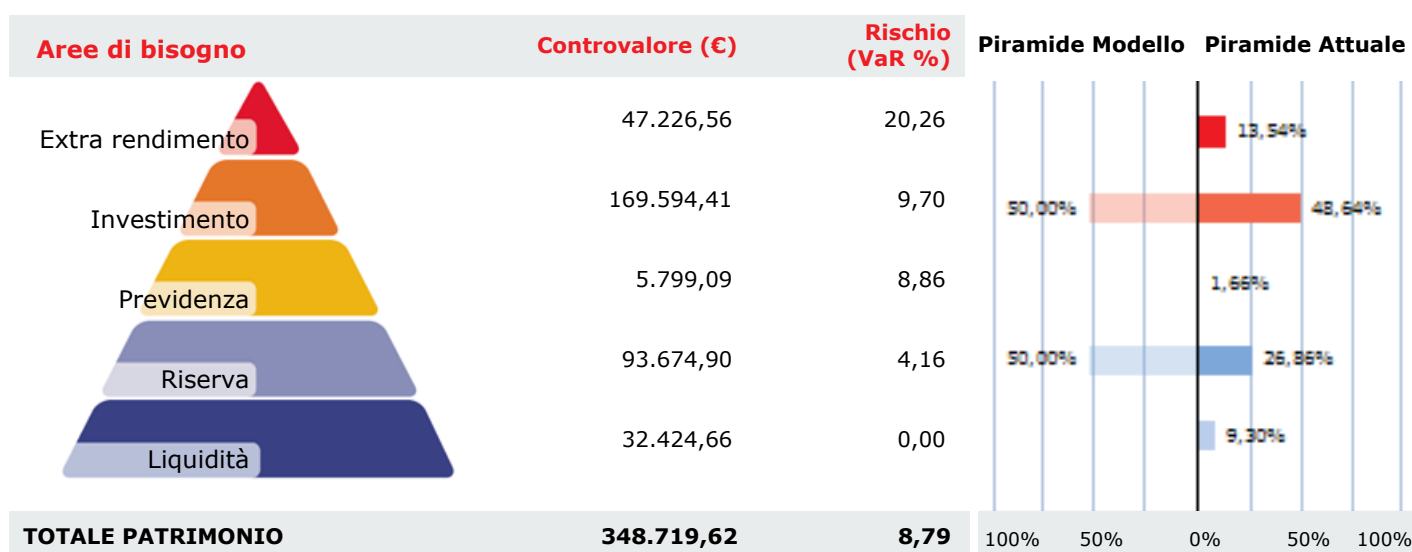 Aree di bisogno Controvalore (€) Rischio (VaR %) Piramide Modello Piramide Attuale
Extra rendimento 47.226,56 20,26 13,54%
Investimento 169.594,41 9,70 50,00% 48,64%
Previdenza 5.799,09 8,86 1,66%
Riserva 93.674,90 4,16 50,00% 26,86%
Liquidità 32.424,66 0,00 9,30%
TOTALE PATRIMONIO 348.719,62 8,79 100% 50% 0% 50% 100%